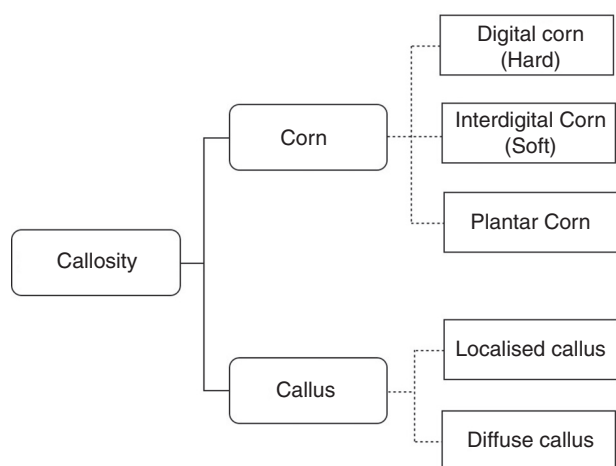 Digital corn
(Hard)
Corn
Interdigital Corn
(Soft)
Plantar Corn
Callosity
Localised callus
Callus
Diffuse callus